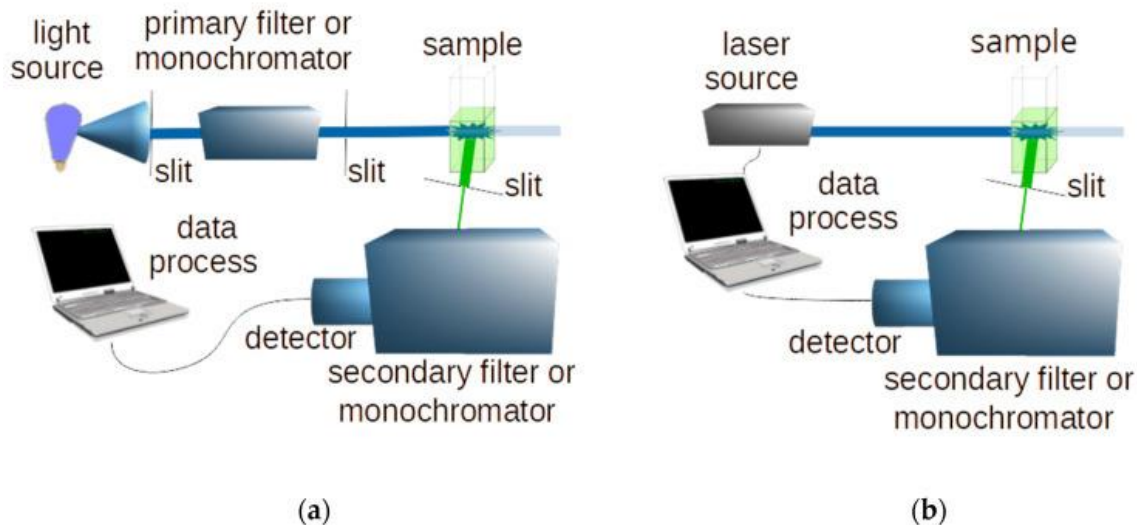 light
source
primary filter or
monochromator
sample
slit
slit
slit
data
process
detector
secondary filter or
monochromator
(a)
laser
source
sample
slit
data
process
detector
secondary filter or
monochromator
(b)